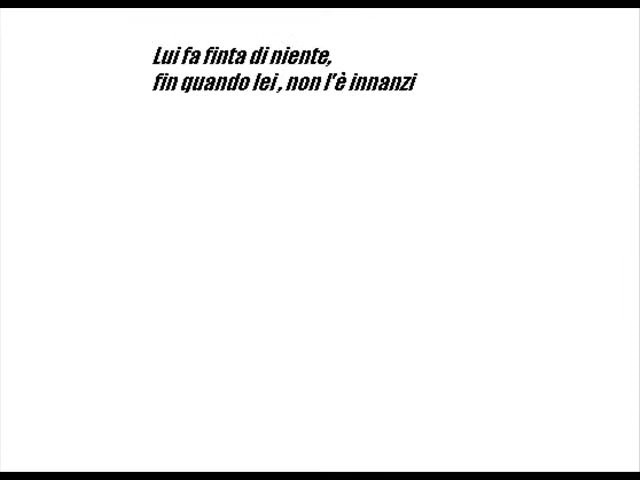 Lui fa finta di niente,
fin quando lei , non l'è innanzi